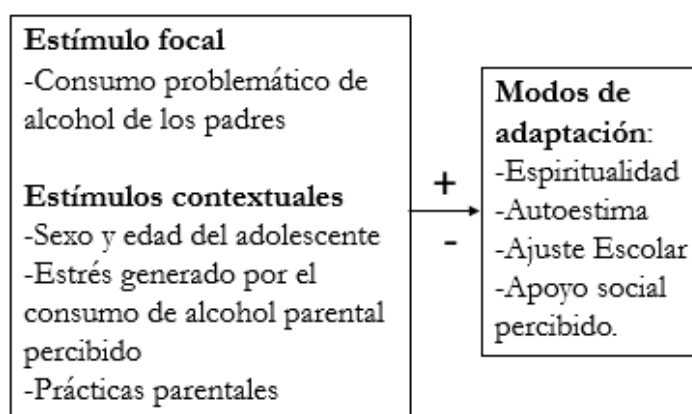 Estímulo focal
-Consumo problemático de
alcohol de los padres
Estímulos contextuales
-Sexo y edad del adolescente
-Estrés generado por el
consumo de alcohol parental
percibido
-Prácticas parentales
+
-
Modos de
adaptación:
-Espiritualidad
-Autoestima
-Ajuste Escolar
-Apoyo social
percibido.